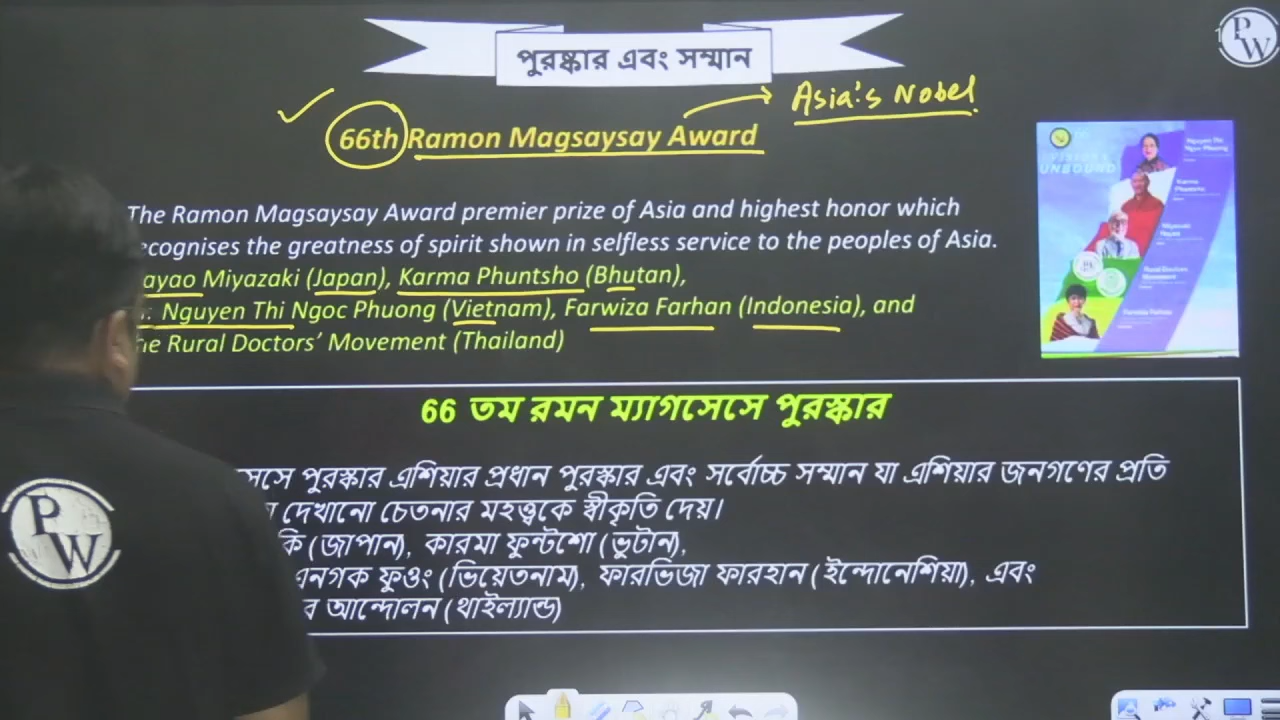 পুরস্কার এবং সম্মান
PW
Asia's Nobel
66th Ramon Magsaysay Award
The Ramon Magsaysay Award premier prize of Asia and highest honor which
ecognises the greatness of spirit shown in selfless service to the peoples of Asia.
ayao Miyazaki (Japan), Karma Phuntsho (Bhutan),
. Nguyen Thi Ngoc Phuong (Vietnam), Farwiza Farhan (Indonesia), and
he Rural Doctors' Movement (Thailand)
UNBOUND
66 তম রমন ম্যাগসেসে পুরস্কার
সেসে পুরস্কার এশিয়ার প্রধান পুরস্কার এবং সর্বোচ্চ সম্মান যা এশিয়ার জনগণের প্রতি
দেখানো চেতনার মহত্ত্বকে স্বীকৃতি দেয়।
কি (জাপান), কারমা ফুন্টশো (ভুটান),
এনগক ফুওং (ভিয়েতনাম), ফারভিজা ফারহান (ইন্দোনেশিয়া), এবং
র আন্দোলন (থাইল্যান্ড)
PW